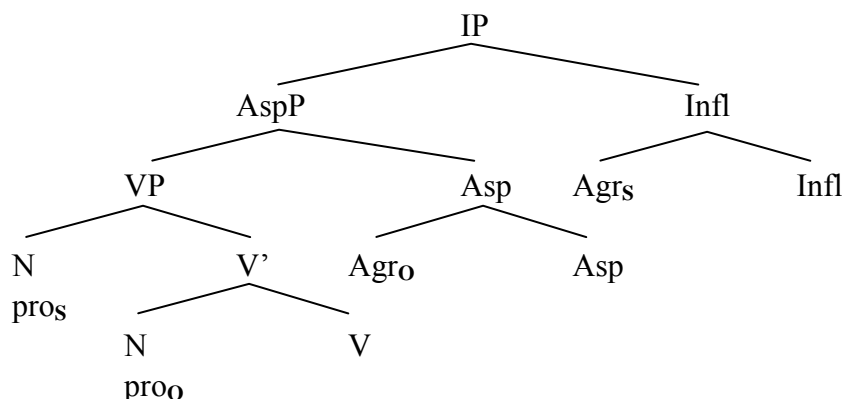 IP
AspP Infl
VP Asp Agrs Infl
N V’ Agro Asp
pros
N V
proo